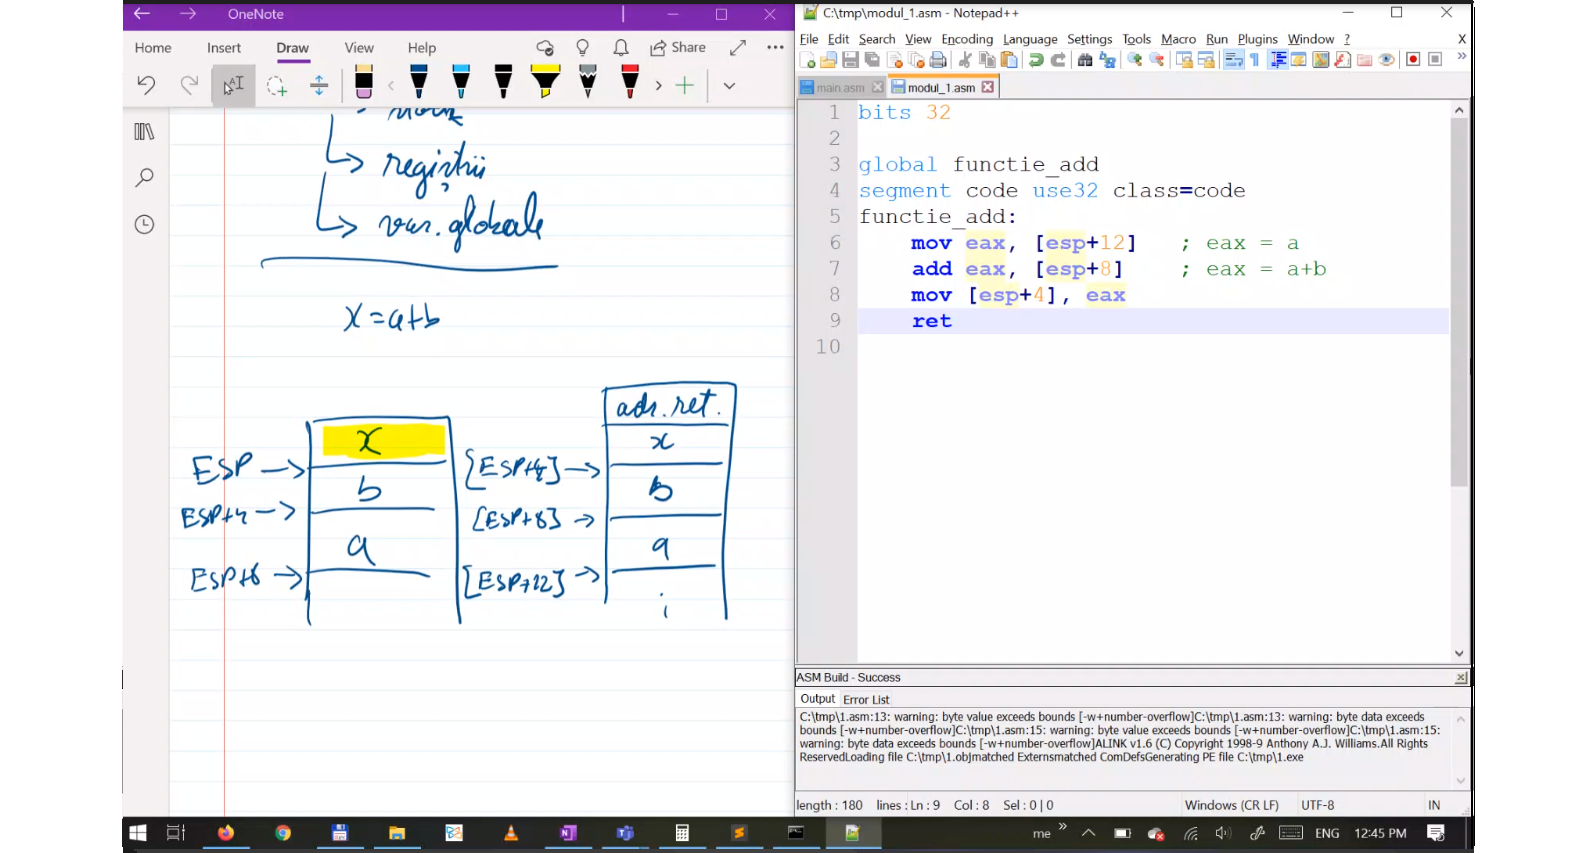 OneNote
Home Insert Draw View Help Share
registrii
var. globale
x = a+b
x
ESP
b
ESP+4
a
ESP+8
adr. ret.
x
[ESP+4]
b
[ESP+8]
a
[ESP+12]
C:\tmp\modul_1.asm - Notepad++
File Edit Search View Encoding Language Settings Tools Macro Run Plugins Window ? X
main.asm modul_1.asm
1 bits 32
2
3 global functie_add
4 segment code use32 class=code
5 functie_add:
6 mov eax, [esp+12] ; eax = a
7 add eax, [esp+8] ; eax = a+b
8 mov [esp+4], eax
9 ret
10
ASM Build - Success
Output Error List
C:\tmp\1.asm:13: warning: byte value exceeds bounds [-w+number-overflow]C:\tmp\1.asm:13: warning: byte data exceeds
bounds [-w+number-overflow]C:\tmp\1.asm:15: warning: byte value exceeds bounds [-w+number-overflow]C:\tmp\1.asm:15:
warning: byte data exceeds bounds [-w+number-overflow]ALINK v1.6 (C) Copyright 1998-9 Anthony A.J. Williams.All Rights
ReservedLoading file C:\tmp\1.objmatched Externsmatched ComDefsGenerating PE file C:\tmp\1.exe
length : 180 lines : Ln : 9 Col : 8 Sel : 0 | 0 Windows (CR LF) UTF-8 IN
me » ENG 12:45 PM